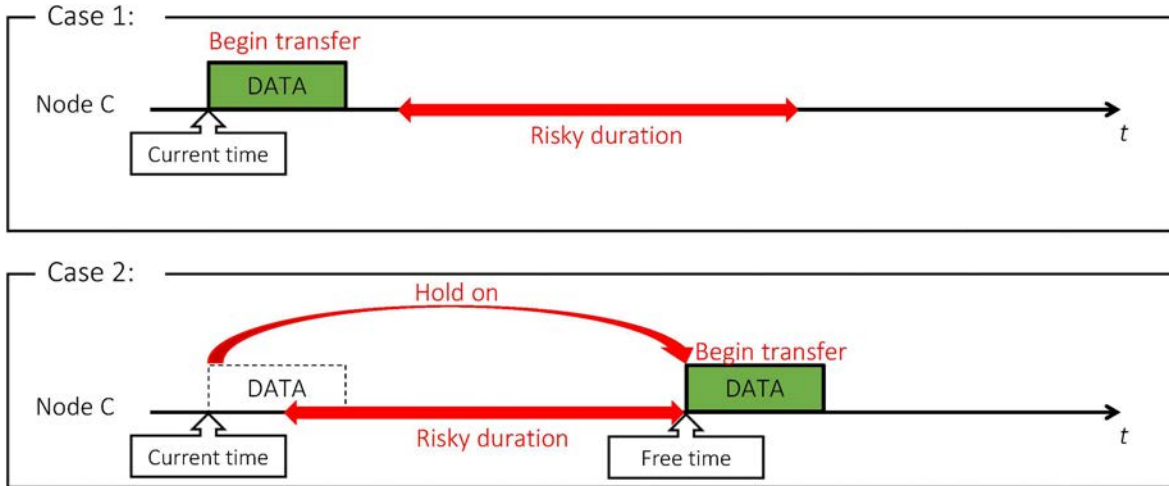 Case 1:
Begin transfer
DATA
Node C
Risky duration
t
Current time
Case 2:
Hold on
Begin transfer
DATA
DATA
Node C
Risky duration
t
Current time
Free time